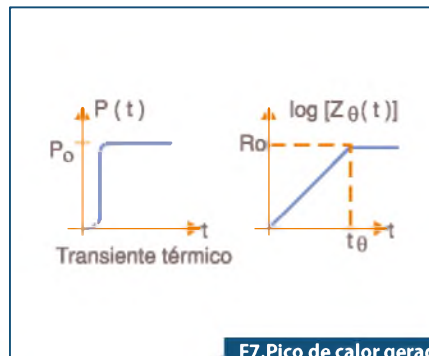 P(t)
log [Zθ(t)]
Po
Ro
t
tθ
t
Transiente térmico
F7.Pico de calor gerad